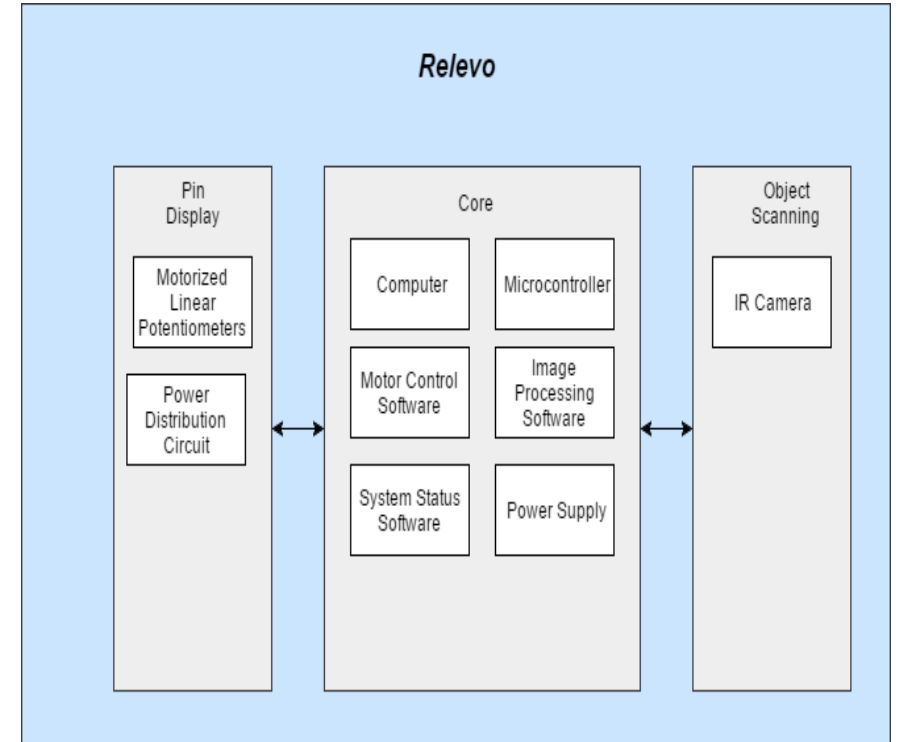 Relevo
Pin
Display
Motorized
Linear
Potentiometers
Power
Distribution
Circuit
Core
Computer
Microcontroller
Motor Control
Software
Image
Processing
Software
System Status
Software
Power Supply
Object
Scanning
IR Camera